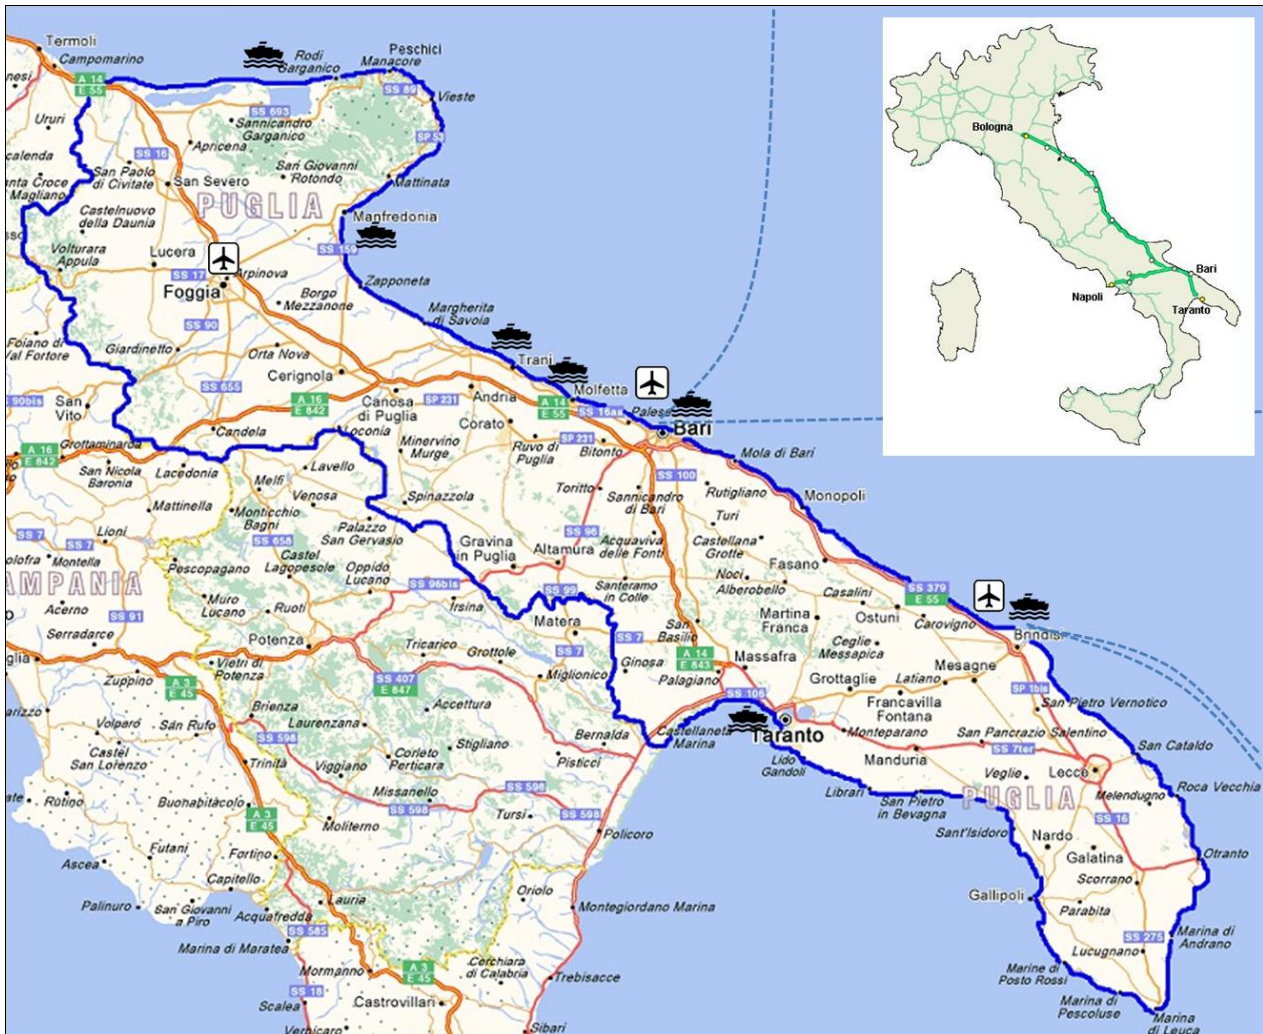 Termoli
Campomarino
A 14
E 55
Rodi
Garganico
Peschici
Manacore
SS 89
Vieste
SS 693
Sannicandro
Garganico
SP 53
Ururi
Apricena
SS 16
San Paolo
di Civitate
San Giovanni
Rotondo
Mattinata
San Severo
PUGLIA
Manfredonia
Castelnuovo
della Daunia
Volturara
Appula
Lucera
SS 17
Arpinova
Foggia
SS 159
Zapponeta
Borgo
Mezzanone
Margherita
di Savoia
SS 90
Giardinetto
Orta Nova
Foiano di
Val Fortore
Trani
Cerignola
SS 655
Molfetta
90bis
San
Vito
A 16
E 842
Canosa
di Puglia
SP 231
Andria
A 14
E 55
Candela
Loconia
Corato
Bari
Grottaminarda
A 16
E 842
Minervino
Murge
Ruvo di
Puglia
SP 231
Bitonto
San Nicola
Baronia
Lacedonia
Lavello
Melfi
SS 100
Mola di Bari
Mattinella
Venosa
Spinazzola
Toritto
Sannicandro
di Bari
Rutigliano
Monopoli
Monticchio
Bagni
Palazzo
San Gervasio
Turi
SS 7
Lioni
SS 7
Montella
SS 658
Gravina
in Puglia
SS 96
Altamura
Acquaviva
delle Fonti
Castellana
Grotte
Pescopagano
Castel
Lagopesole
Oppido
Lucano
SS 96bis
SS 99
Santeramo
in Colle
Noci
Alberobello
Fasano
SS 379
E 55
AMPANIA
Acerno
SS 91
Muro
Lucano
Ruoti
Irsina
Matera
Martina
Franca
Casalini
Ostuni
Carovigno
Brindisi
Serradarce
Potenza
Tricarico
SS 7
SS 7
San
Basilio
Ceglie
Messapica
Vietri di
Potenza
Grottole
Miglionico
Ginosa
A 14
E 843
Massafra
Mesagne
Zuppino
A 3
E 45
SS 407
E 847
Palagiano
Grottaglie
Latiano
SS 106
Francavilla
Fontana
SP 1bis
San Pietro Vernotico
San Rufo
Volparó
Brienza
Laurenzana
Accettura
Castellaneta
Marina
Taranto
Castel
San Lorenzo
SS 598
Corleto
Perticara
Stigliano
Bernalda
Pisticci
Monteparano
San Pancrazio Salentino
SS 7ter
San Cataldo
Trinitá
Viggiano
Lido
Gandoli
Manduria
Veglie
Lecce
Missanello
SS 598
SS 598
SS 598
Librari
San Pietro
in Bevagna
PUGLIA
Melendugno
Roca Vecchia
Rotino
Buonabitácolo
A 3
E 45
Moliterno
Tursi
Policoro
SS 16
Sant'Isidoro
Nardo
Galatina
Otranto
Ascea
Futani
Fortino
Scorrano
Capitello
Lauria
Oriolo
Gallipoli
Parabita
Palinuro
San Giovanni
a Piro
Acquafredda
Montegiordano Marina
SS 585
Marina di Maratea
Lucugnano
SS 275
Marina di
Andrano
Cerchiara
di Calabria
Mormanno
A 3
E 45
Trebisacce
Marine di
Posto Rossi
SS 18
Scalea
Castrovillari
Marina di
Pescoluse
Marina
di Leuca
Verbicaro
Sibari
Bologna
Bari
Napoli
Taranto